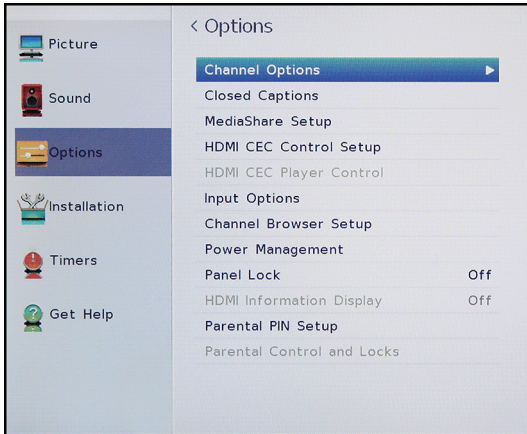 Picture
Sound
Options
Installation
Timers
Get Help
< Options
Channel Options
Closed Captions
MediaShare Setup
HDMI CEC Control Setup
HDMI CEC Player Control
Input Options
Channel Browser Setup
Power Management
Panel Lock Off
HDMI Information Display Off
Parental PIN Setup
Parental Control and Locks